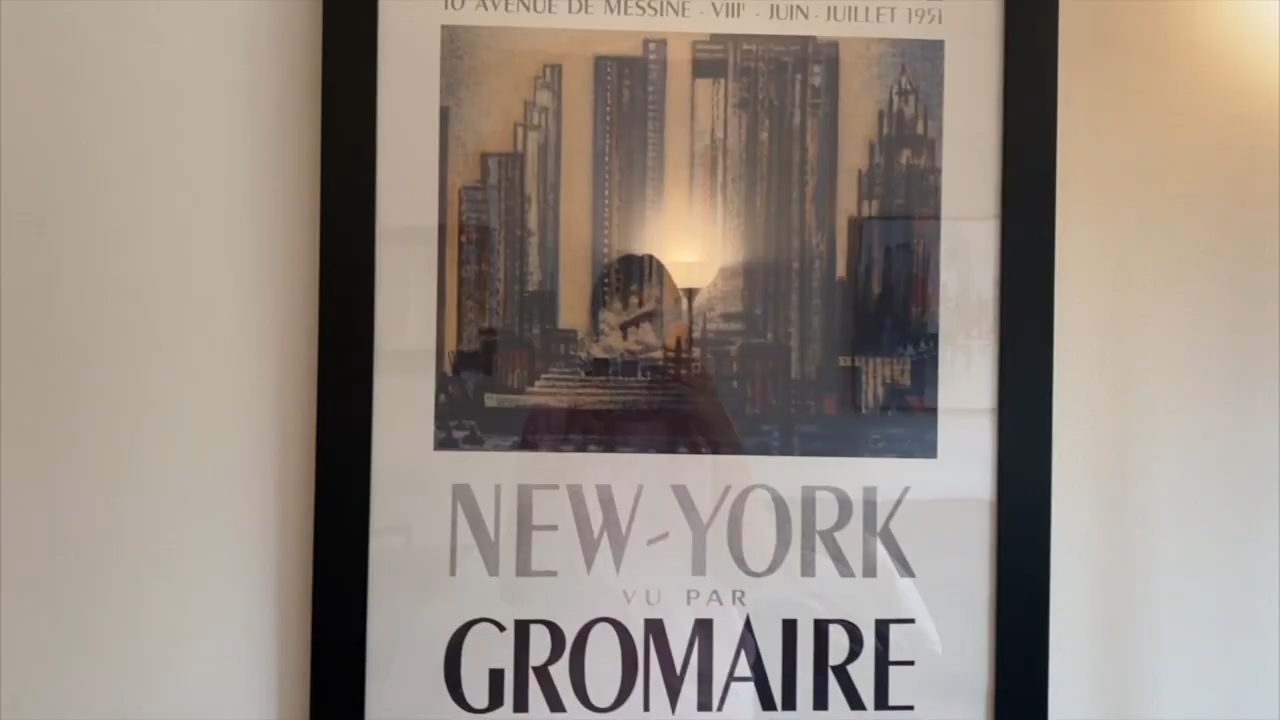 10 AVENUE DE MESSINE - VIIIᵉ - JUIN - JUILLET 1951
NEW-YORK
VU PAR
GROMAIRE